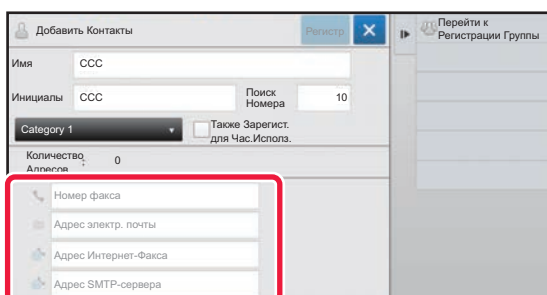 Добавить Контакты
Регистр
Перейти к
Регистрации Группы
Имя
CCC
Инициалы
CCC
Поиск
Номера
10
Category 1
Также Зарегист.
для Час.Исполз.
Количество
Адресов
:
0
Номер факса
Адрес электр. почты
Адрес Интернет-Факса
Адрес SMTP-сервера